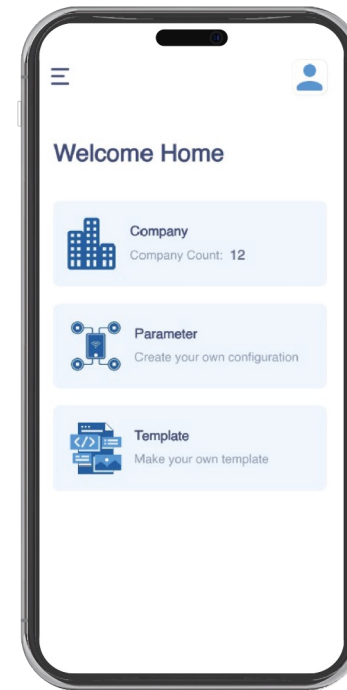 Welcome Home
Company
Company Count: 12
Parameter
Create your own configuration
Template
Make your own template